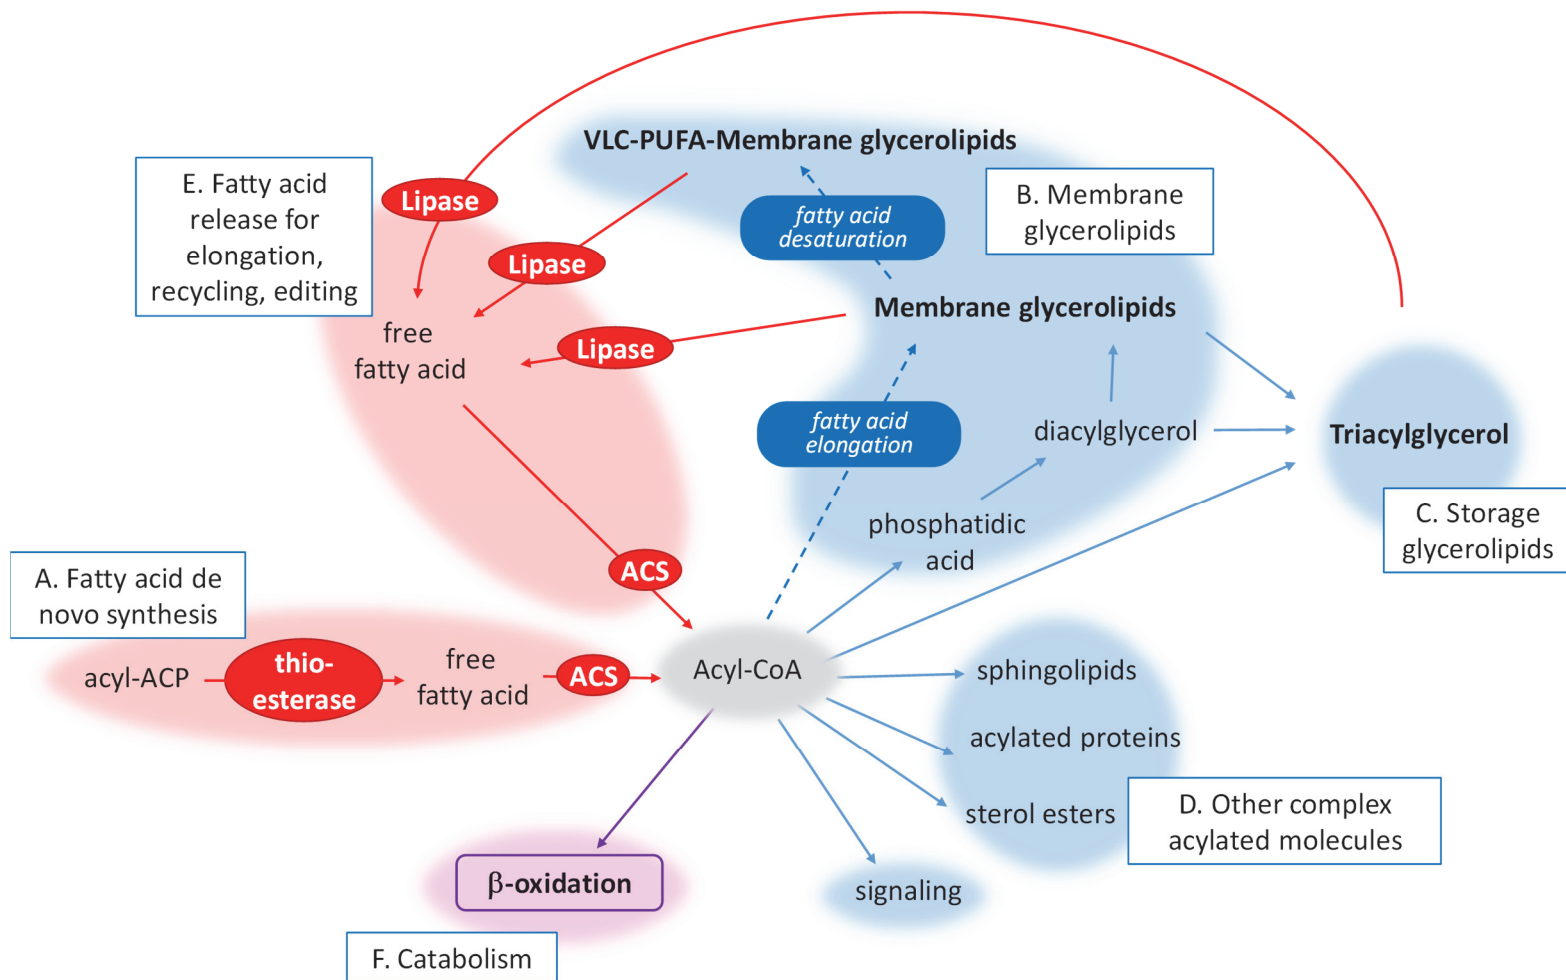 VLC-PUFA-Membrane glycerolipids
E. Fatty acid
release for
elongation,
recycling, editing
Lipase
B. Membrane
glycerolipids
fatty acid
desaturation
Lipase
Membrane glycerolipids
free
fatty acid
Lipase
fatty acid
elongation
diacylglycerol
Triacylglycerol
C. Storage
glycerolipids
phosphatidic
acid
ACS
A. Fatty acid de
novo synthesis
acyl-ACP
thio-
esterase
free
fatty acid
ACS
Acyl-CoA
sphingolipids
acylated proteins
sterol esters
D. Other complex
acylated molecules
β-oxidation
signaling
F. Catabolism